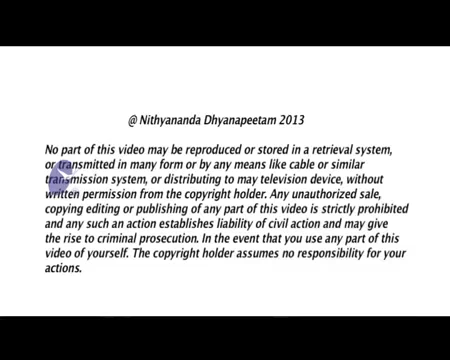 @ Nithyananda Dhyanapeetam 2013
No part of this video may be reproduced or stored in a retrieval system,
or transmitted in many form or by any means like cable or similar
transmission system, or distributing to may television device, without
written permission from the copyright holder. Any unauthorized sale,
copying editing or publishing of any part of this video is strictly prohibited
and any such an action establishes liability of civil action and may give
the rise to criminal prosecution. In the event that you use any part of this
video of yourself. The copyright holder assumes no responsibility for your
actions.